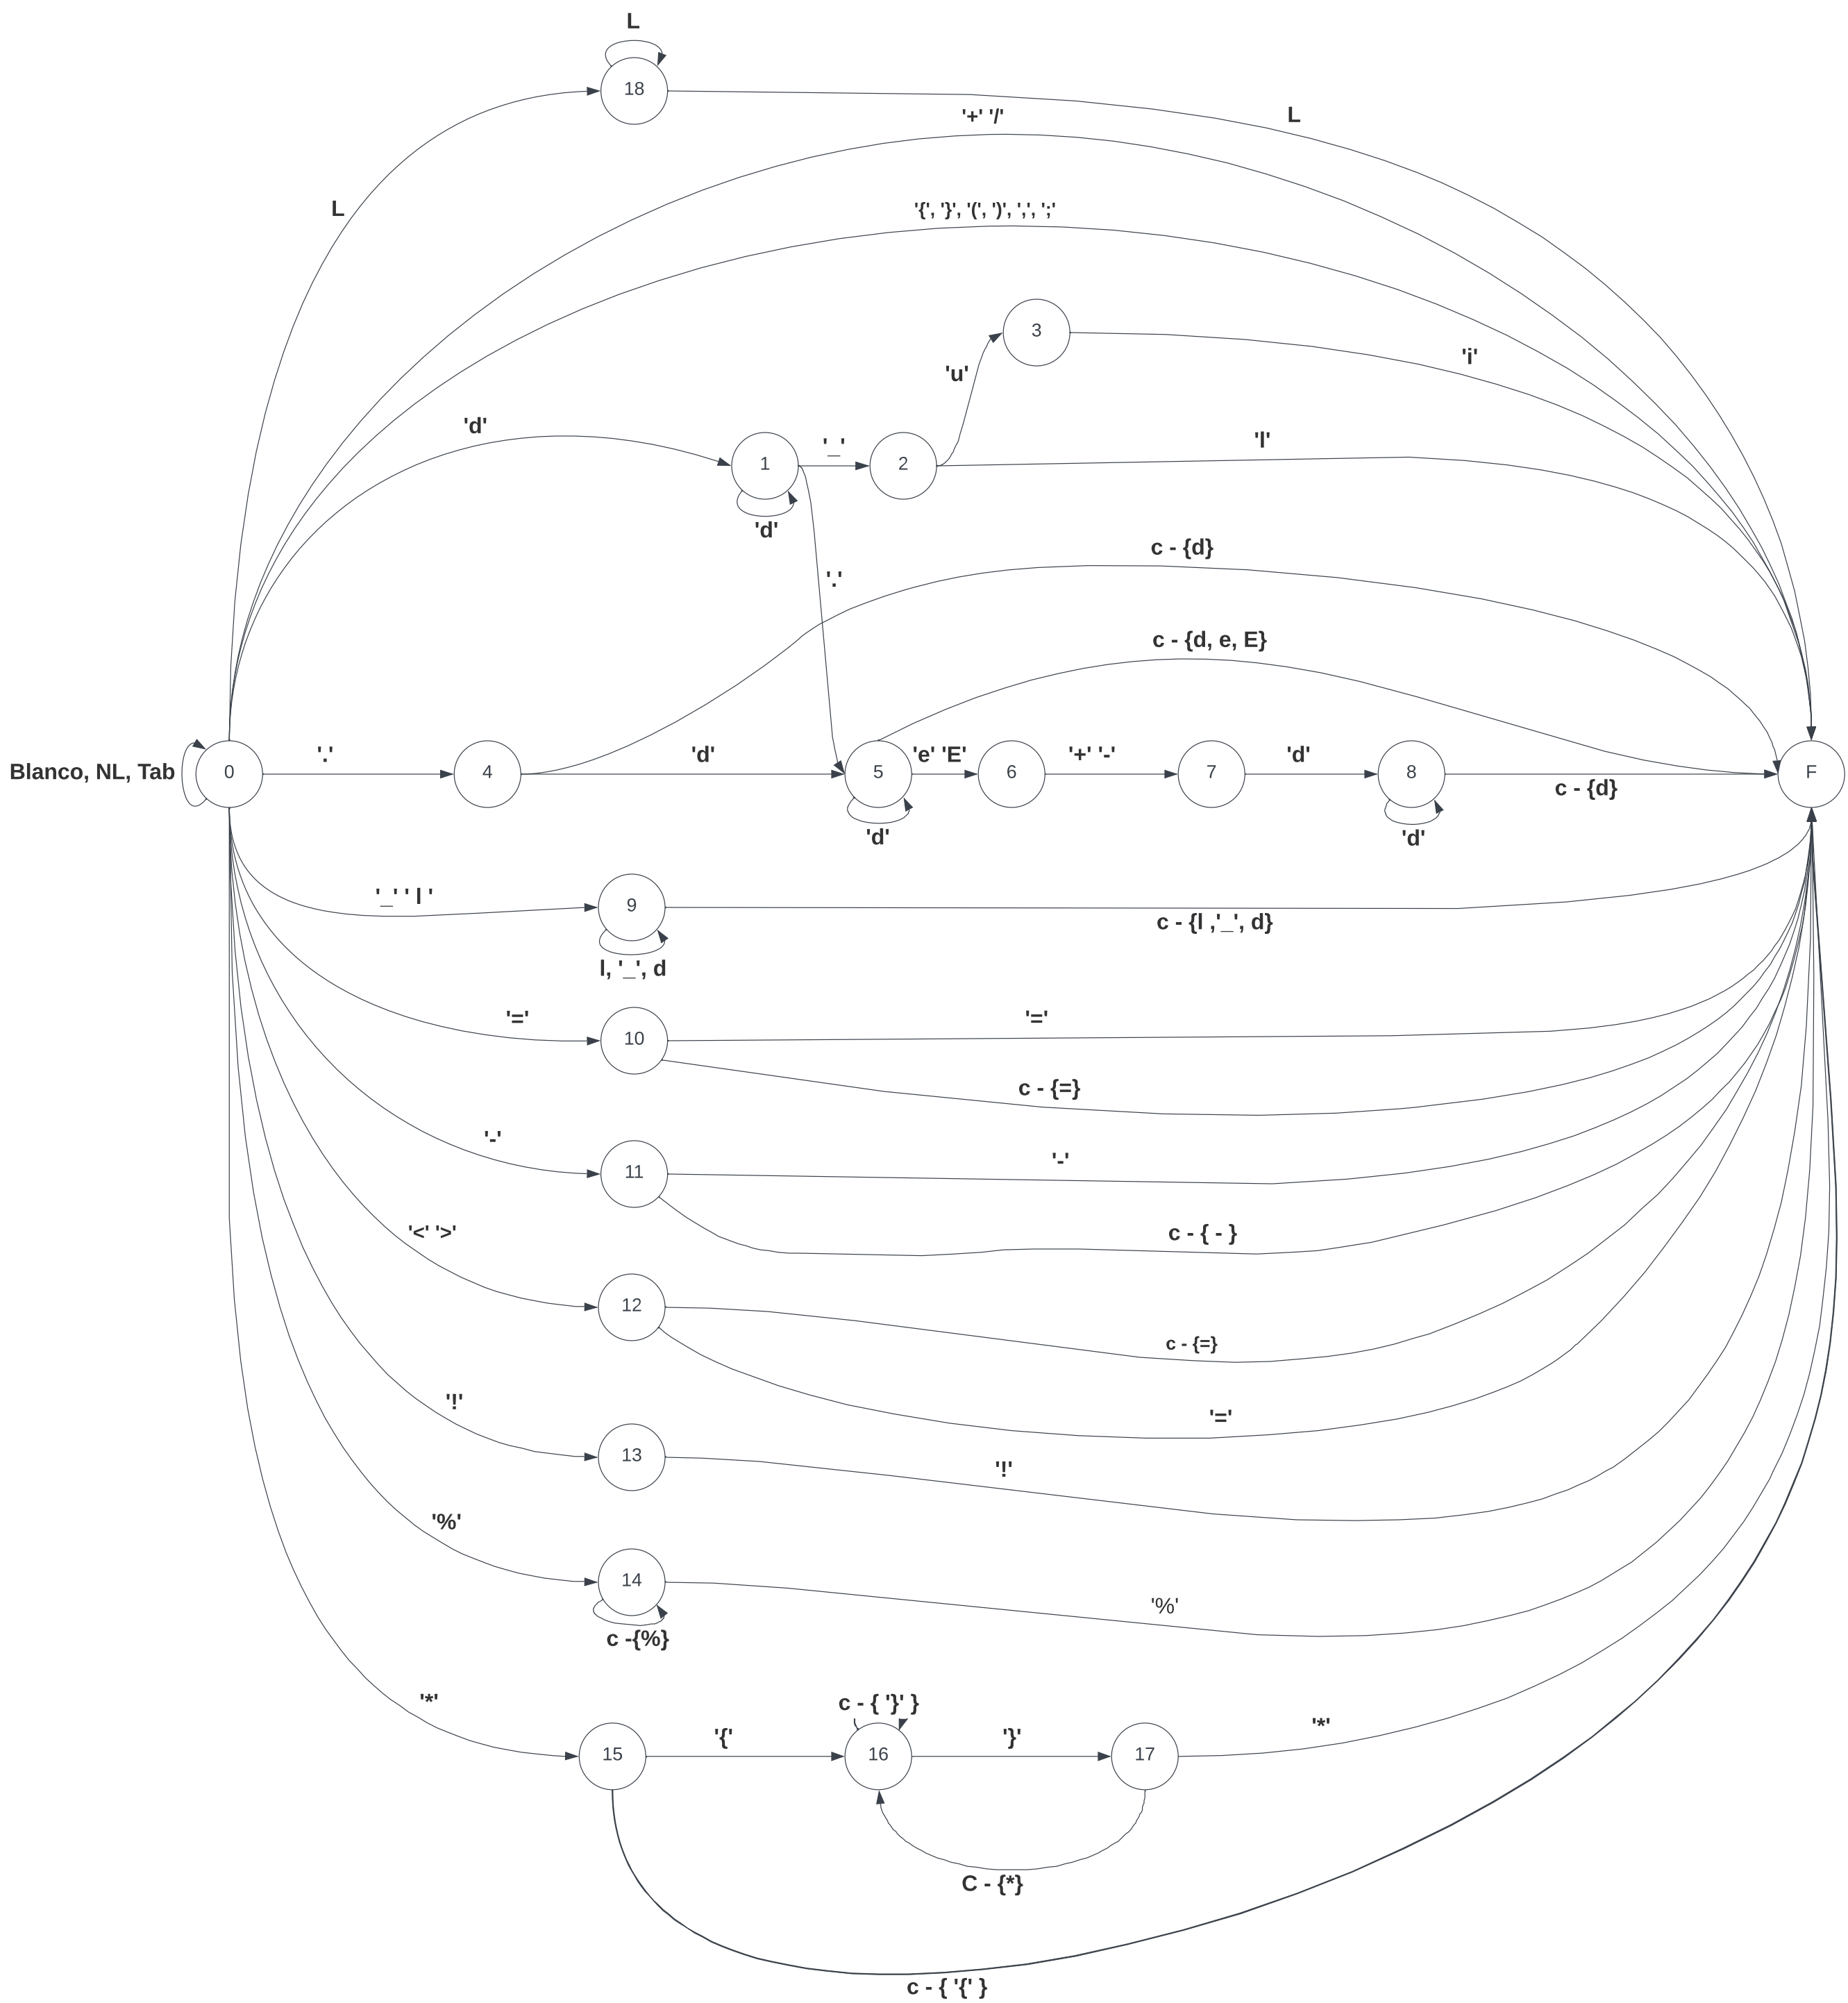 L
18
'+' '/'
L
L
'{', '}', '(', ')', ',', ';'
3
'i'
'u'
'd'
'l'
'_'
1
2
'd'
c - {d}
'.'
c - {d, e, E}
Blanco, NL, Tab
0
'.'
4
'd'
5
'e' 'E'
6
'+' '-'
7
'd'
8
c - {d}
F
'd'
'd'
'_' ' l '
9
c - {l ,'_', d}
l, '_', d
'='
10
'='
c - {=}
'-'
11
'-'
c - { - }
'<' '>'
12
c - {=}
'='
'!'
13
'!'
'%'
14
'%'
c -{%}
'*'
c - { '}' }
15
'{'
16
'}'
17
'*'
C - {*}
c - { '{' }